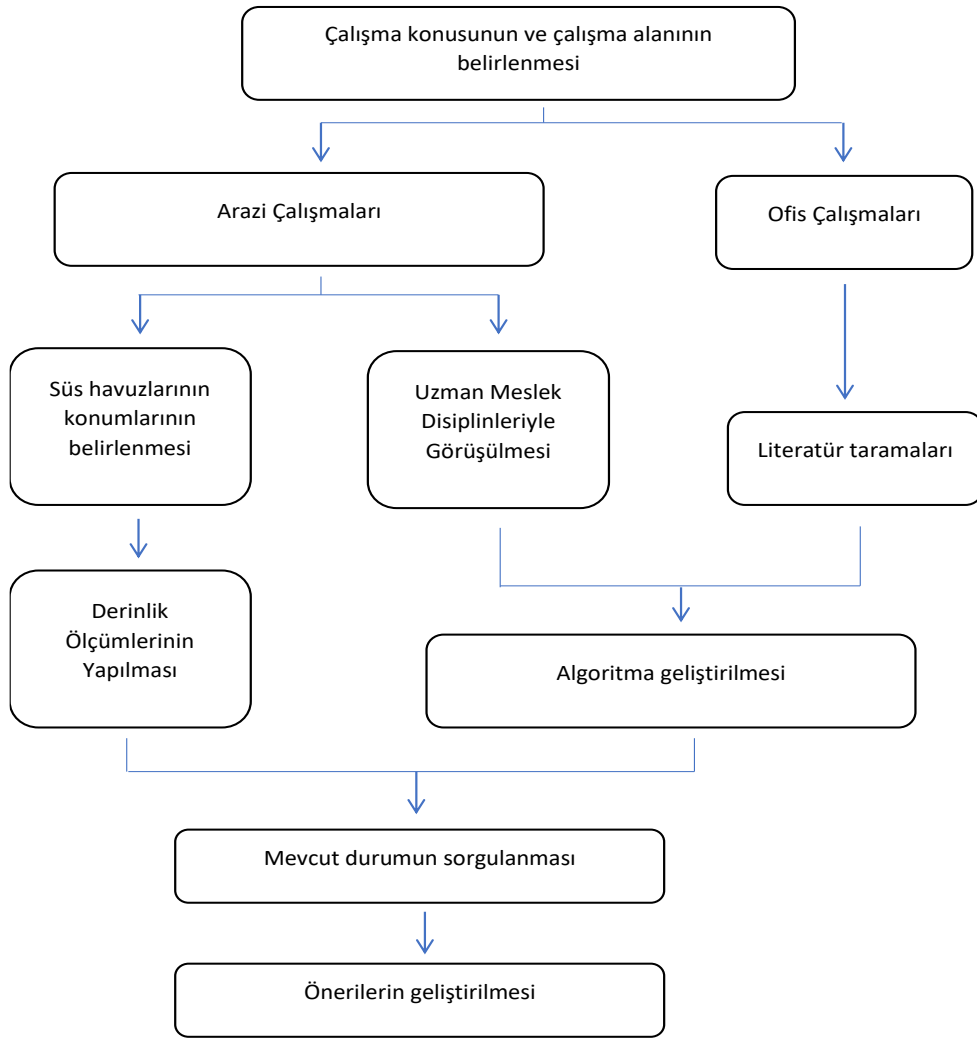 Çalışma konusunun ve çalışma alanının
belirlenmesi
Arazi Çalışmaları
Ofis Çalışmaları
Süs havuzlarının
konumlarının
belirlenmesi
Uzman Meslek
Disiplinleriyle
Görüşülmesi
Literatür taramaları
Derinlik
Ölçümlerinin
Yapılması
Algoritma geliştirilmesi
Mevcut durumun sorgulanması
Önerilerin geliştirilmesi